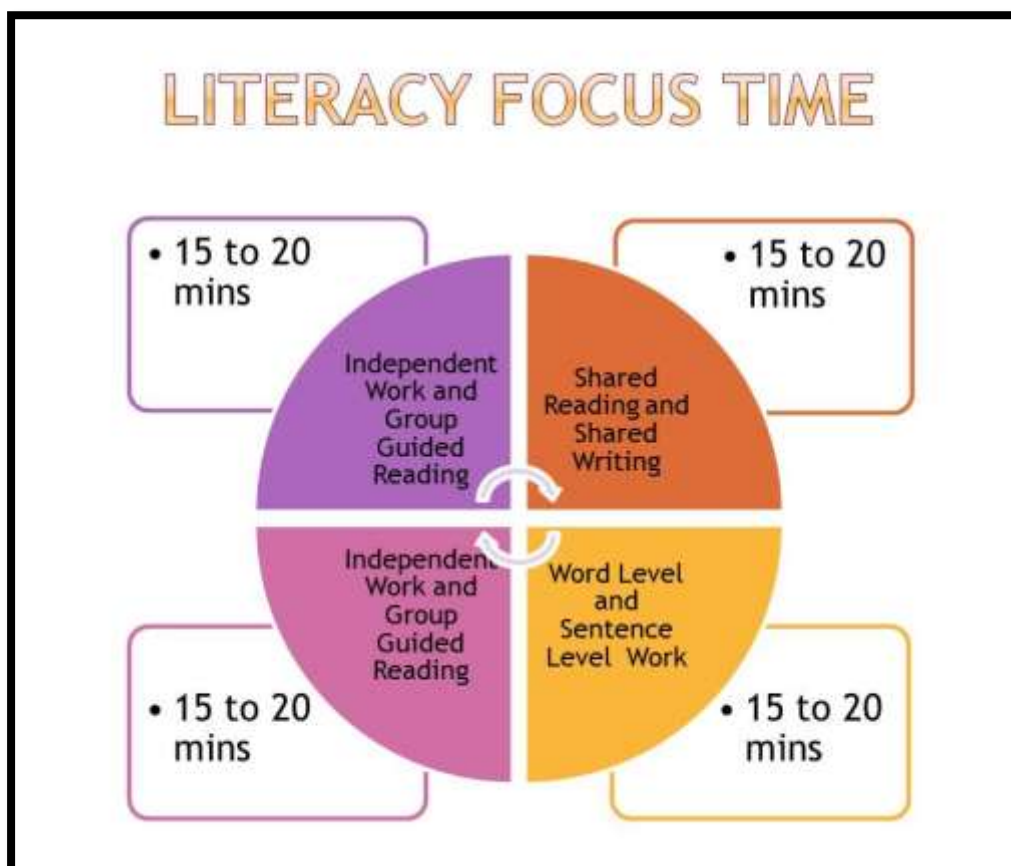 LITERACY FOCUS TIME
• 15 to 20
mins
• 15 to 20
mins
Independent
Work and
Group
Guided
Reading
Shared
Reading and
Shared
Writing
Independent
Work and
Group
Guided
Reading
Word Level
and
Sentence
Level Work
• 15 to 20
mins
• 15 to 20
mins